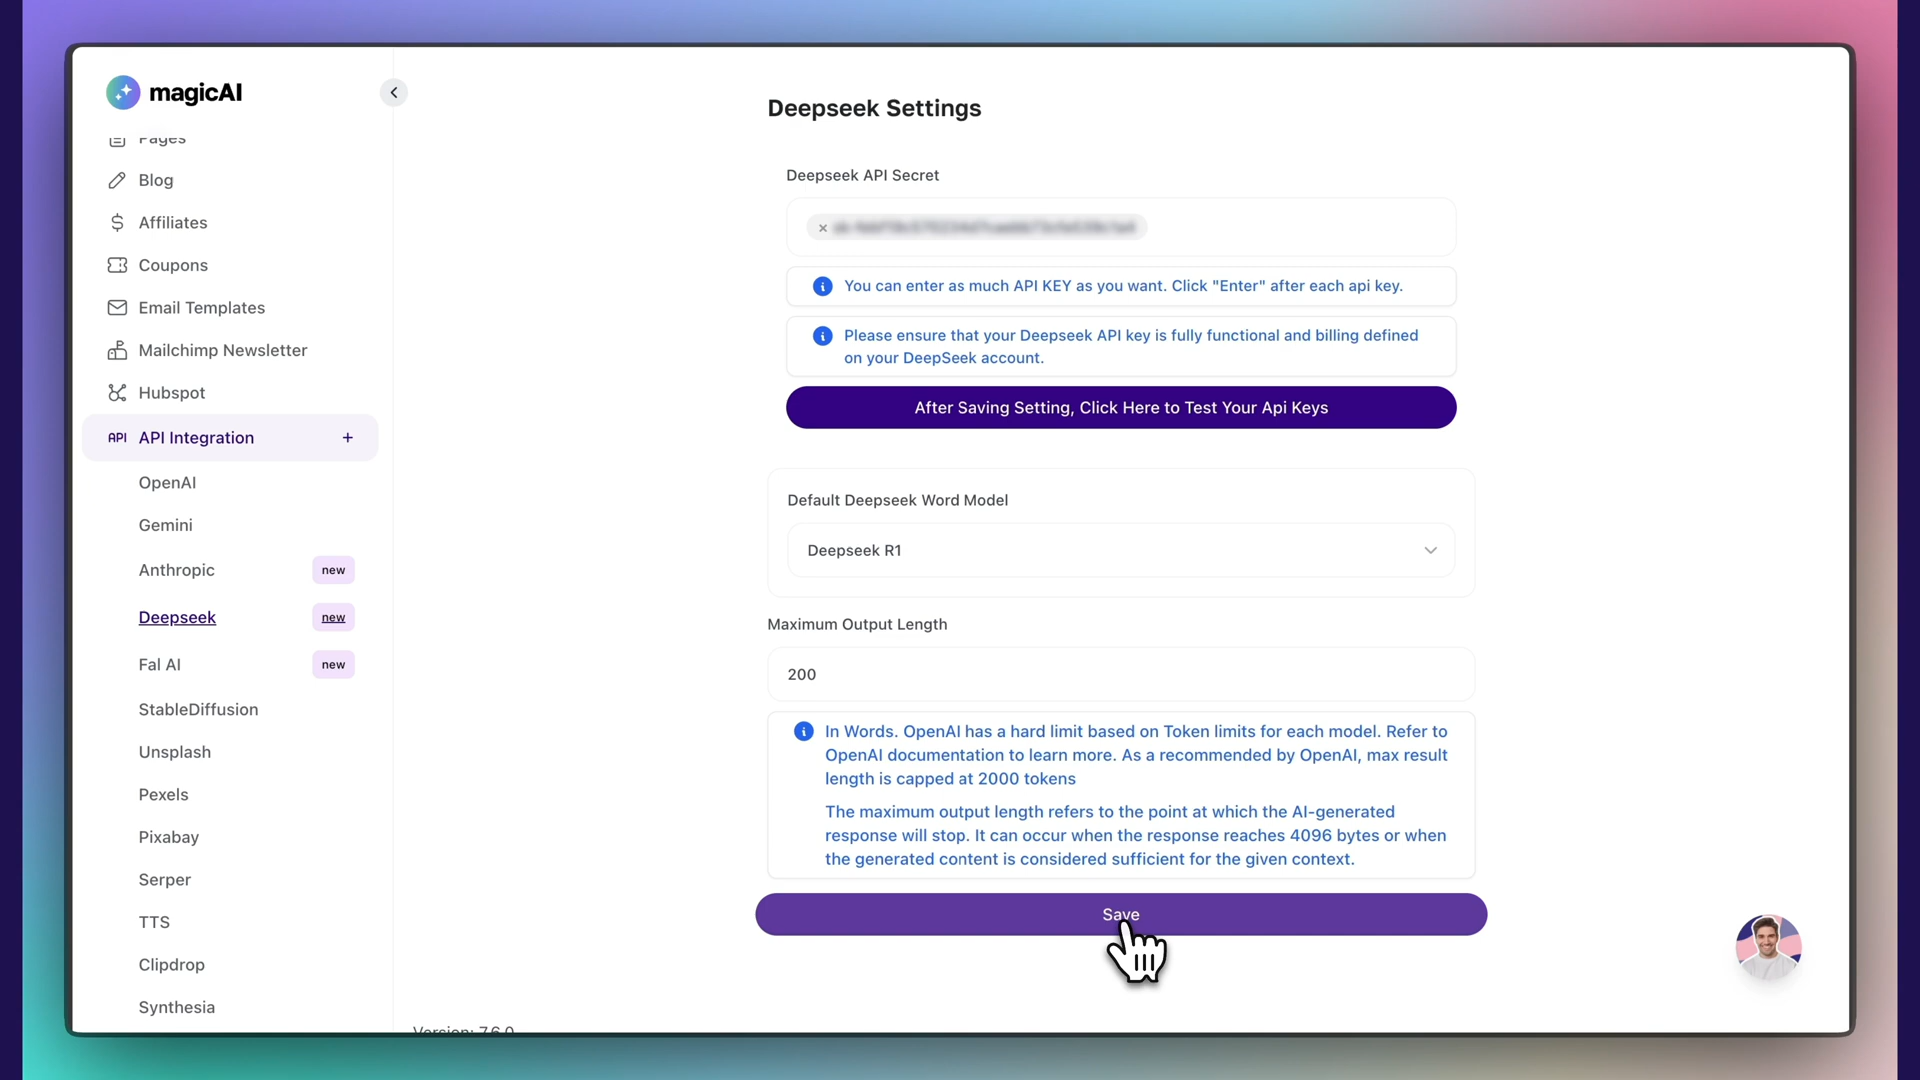 magicAI
Pages
Blog
Affiliates
Coupons
Email Templates
Mailchimp Newsletter
Hubspot
API API Integration +
OpenAI
Gemini
Anthropic new
Deepseek new
Fal AI new
StableDiffusion
Unsplash
Pexels
Pixabay
Serper
TTS
Clipdrop
Synthesia
Deepseek Settings
Deepseek API Secret
×
You can enter as much API KEY as you want. Click "Enter" after each api key.
Please ensure that your Deepseek API key is fully functional and billing defined
on your DeepSeek account.
After Saving Setting, Click Here to Test Your Api Keys
Default Deepseek Word Model
Deepseek R1
Maximum Output Length
200
In Words. OpenAI has a hard limit based on Token limits for each model. Refer to
OpenAI documentation to learn more. As a recommended by OpenAI, max result
length is capped at 2000 tokens
The maximum output length refers to the point at which the AI-generated
response will stop. It can occur when the response reaches 4096 bytes or when
the generated content is considered sufficient for the given context.
Save
Version: 7.6.0